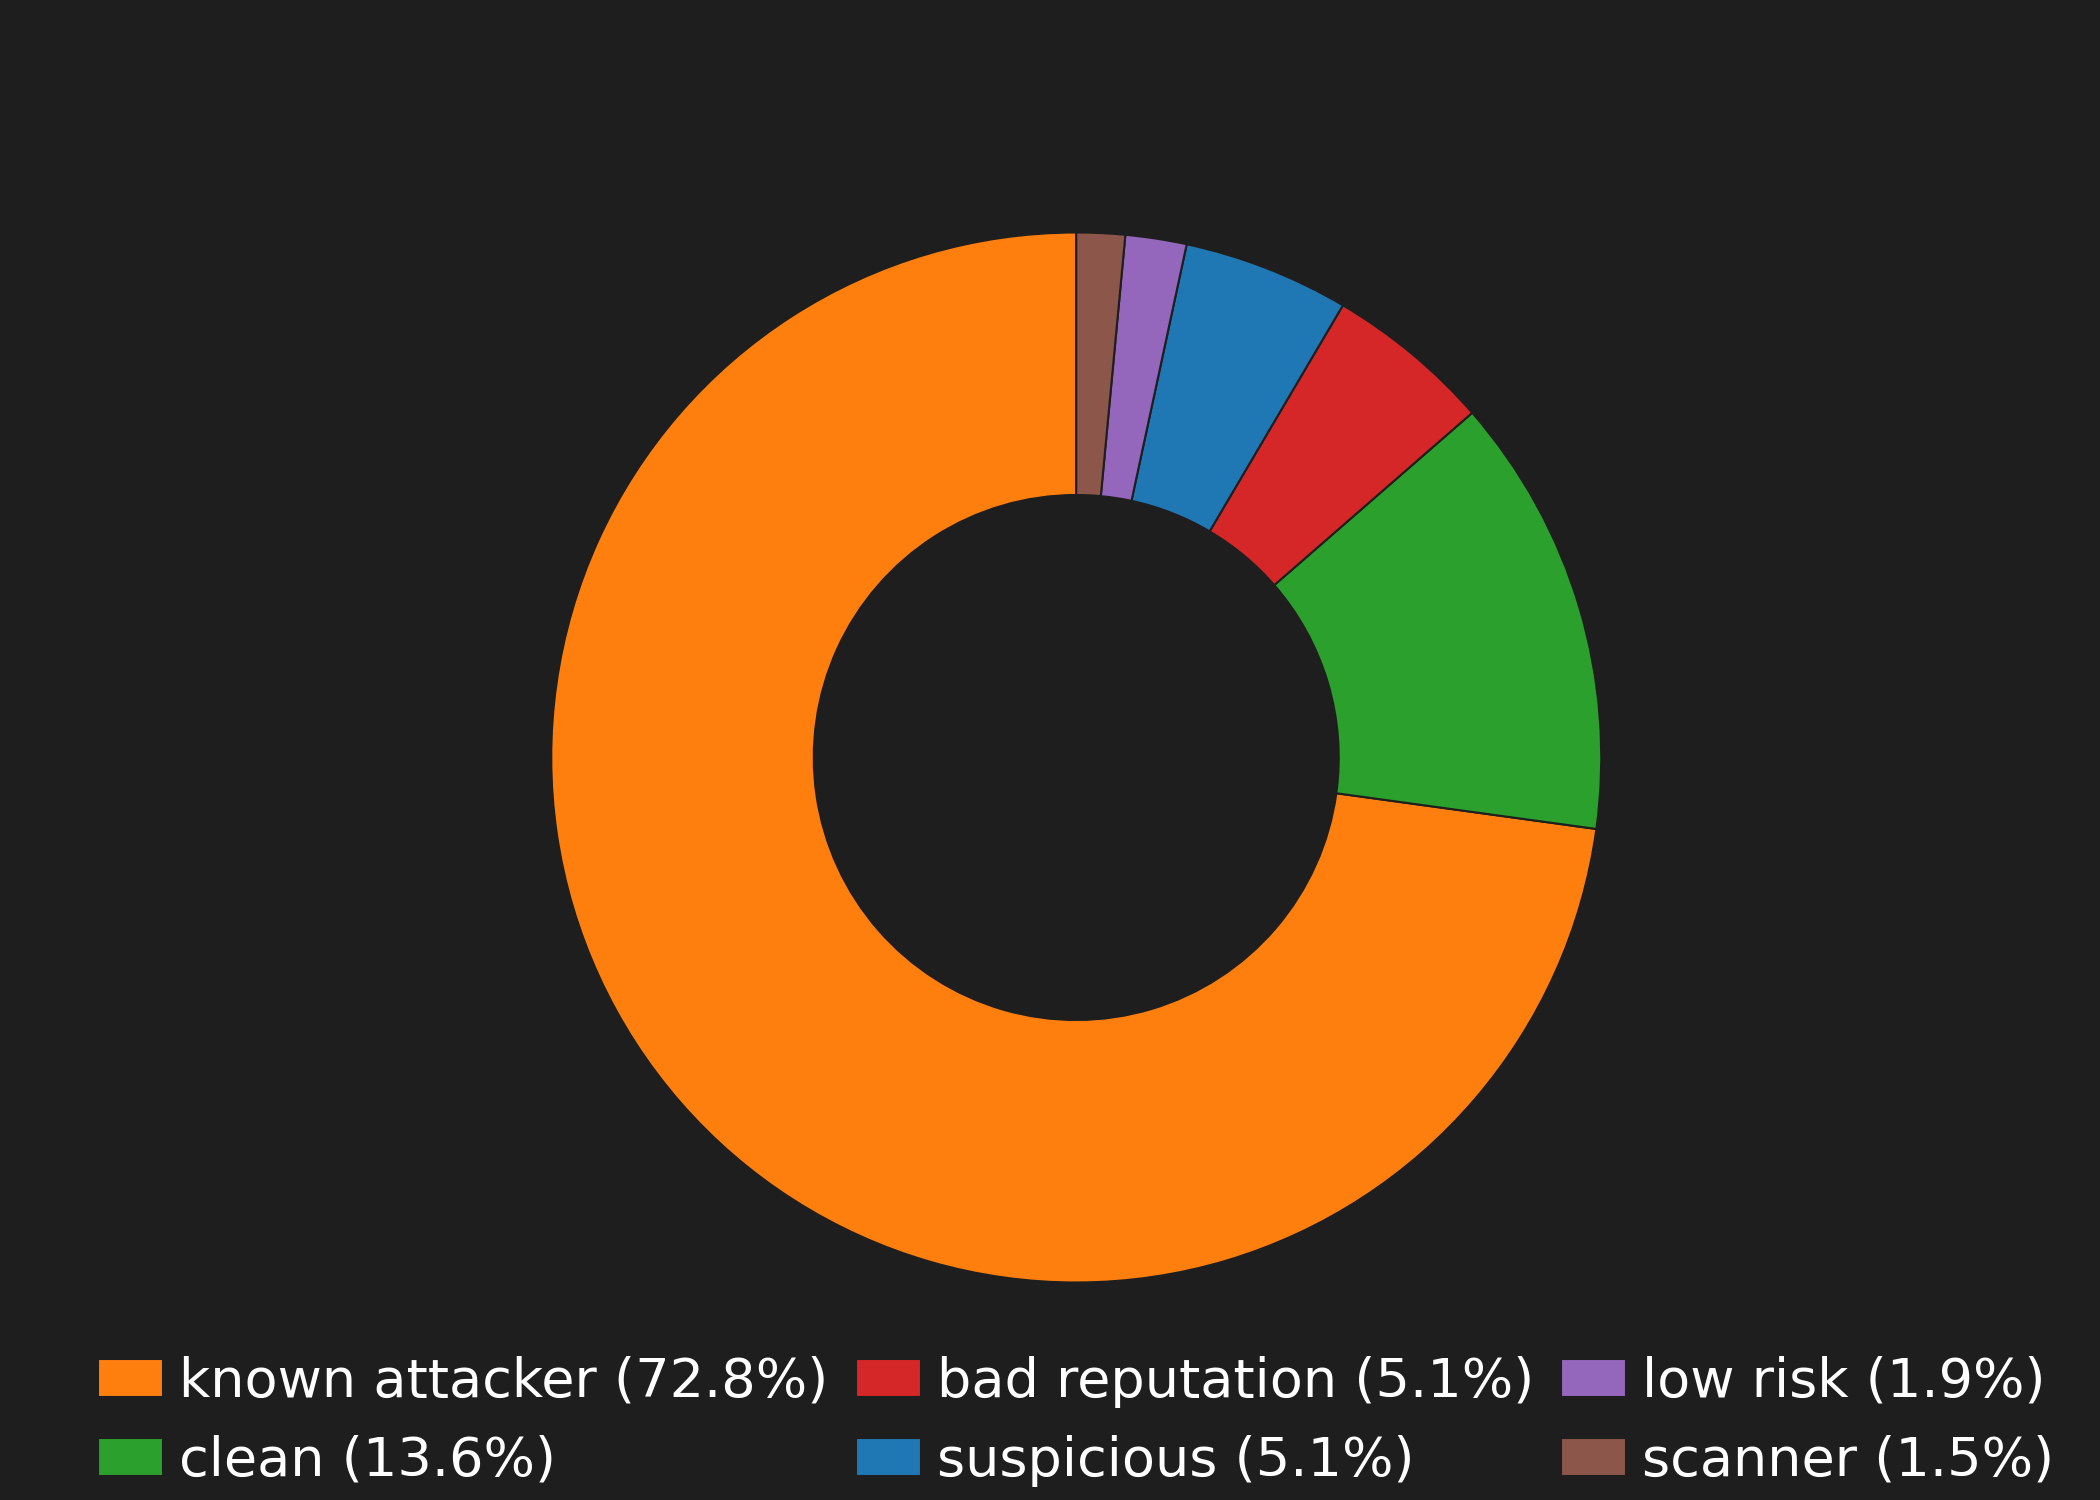 known attacker (72.8%) bad reputation (5.1%) low risk (1.9%)
clean (13.6%) suspicious (5.1%) scanner (1.5%)